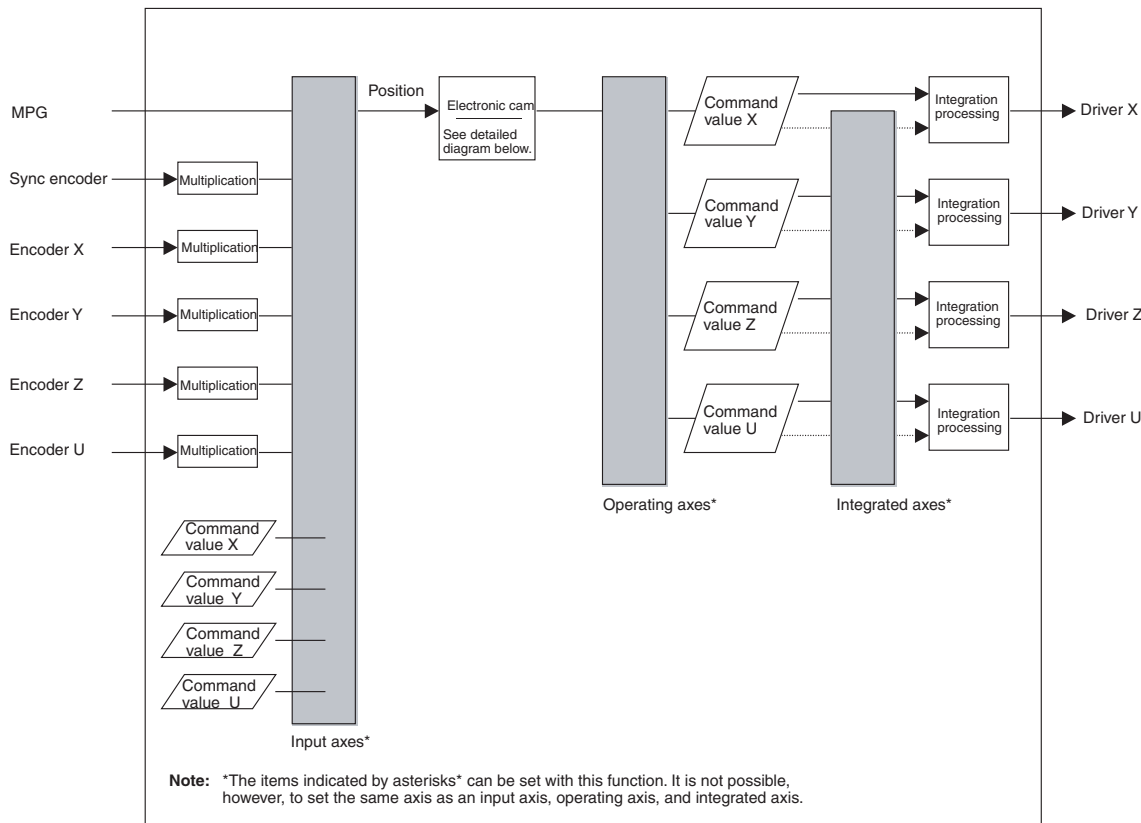 MPG
Sync encoder
Encoder X
Encoder Y
Encoder Z
Encoder U
Multiplication
Multiplication
Multiplication
Multiplication
Multiplication
Command
value X
Command
value Y
Command
value Z
Command
value U
Input axes*
Position
Electronic cam
See detailed
diagram below.
Operating axes*
Command
value X
Command
value Y
Command
value Z
Command
value U
Integrated axes*
Integration
processing
Integration
processing
Integration
processing
Integration
processing
Driver X
Driver Y
Driver Z
Driver U
Note: *The items indicated by asterisks* can be set with this function. It is not possible,
however, to set the same axis as an input axis, operating axis, and integrated axis.